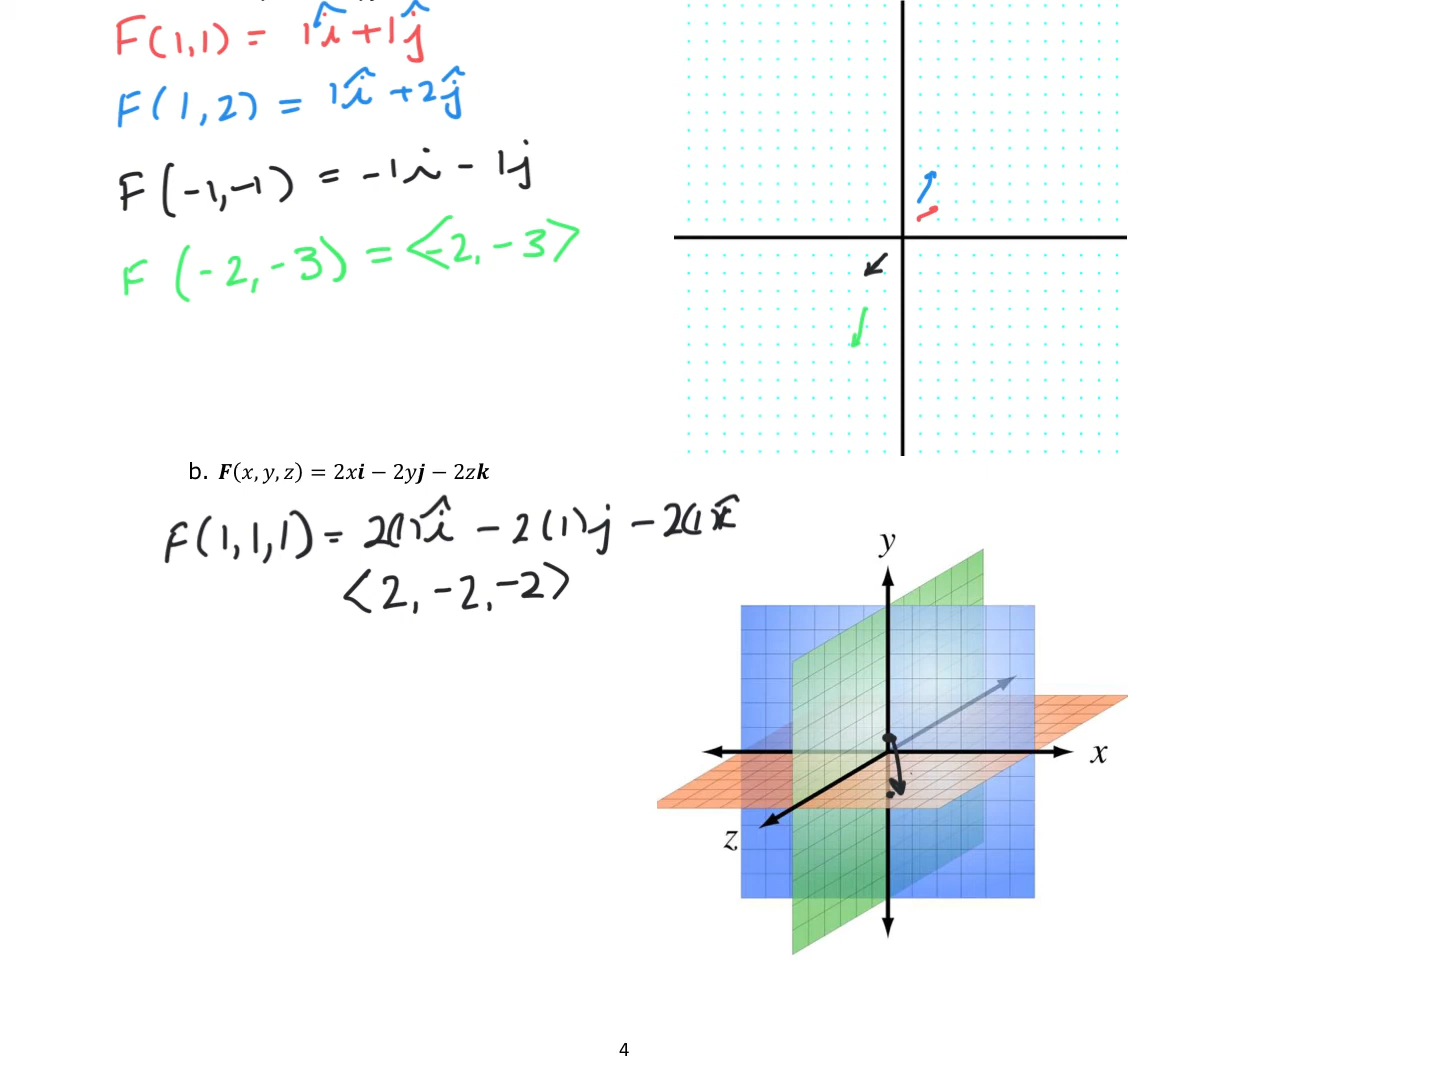 F(1,1) = 1î + 1ĵ
F(1,2) = 1î + 2ĵ
F(-1,-1) = -1i - 1j
F(-2,-3) = <-2,-3>
b. F(x, y, z) = 2xi − 2yj − 2zk
F(1,1,1) = 2(1)î - 2(1)j - 2(1)k̂
<2,-2,-2>
y
x
z
4